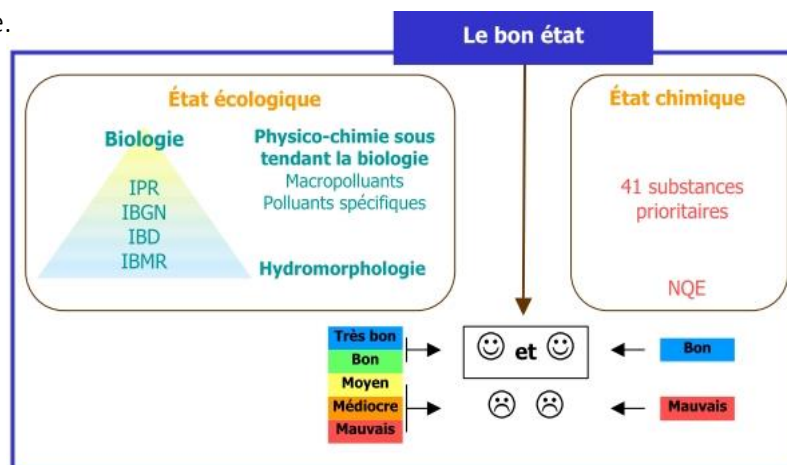 e.
Le bon état
État écologique
Biologie
IPR
IBGN
IBD
IBMR
Physico-chimie sous
tendant la biologie
Macropolluants
Polluants spécifiques
Hydromorphologie
État chimique
41 substances
prioritaires
NQE
Très bon
Bon
Moyen
Médiocre
Mauvais
et
Bon
Mauvais